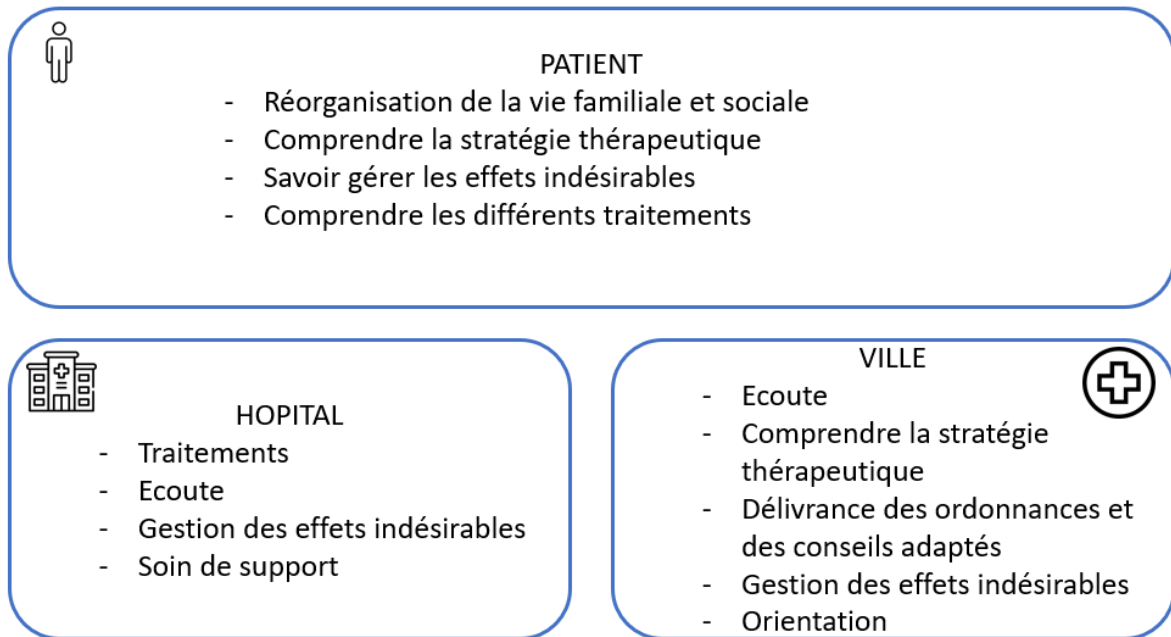 PATIENT
- Réorganisation de la vie familiale et sociale
- Comprendre la stratégie thérapeutique
- Savoir gérer les effets indésirables
- Comprendre les différents traitements
HOPITAL
- Traitements
- Ecoute
- Gestion des effets indésirables
- Soin de support
VILLE
- Ecoute
- Comprendre la stratégie
thérapeutique
- Délivrance des ordonnances et
des conseils adaptés
- Gestion des effets indésirables
- Orientation